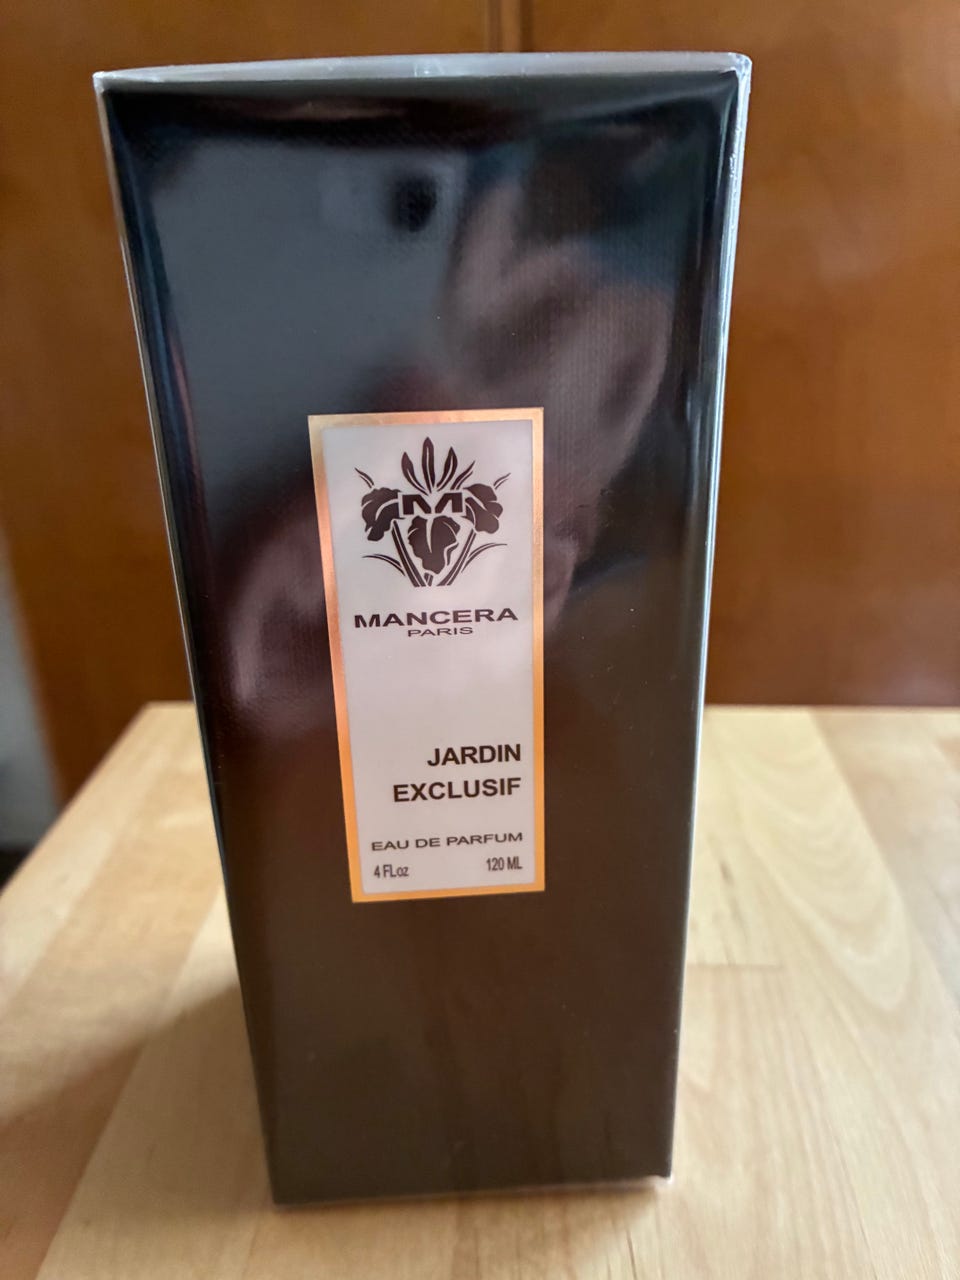 M
MANCERA
PARIS
JARDIN
EXCLUSIF
EAU DE PARFUM
4 FLoz 120 ML